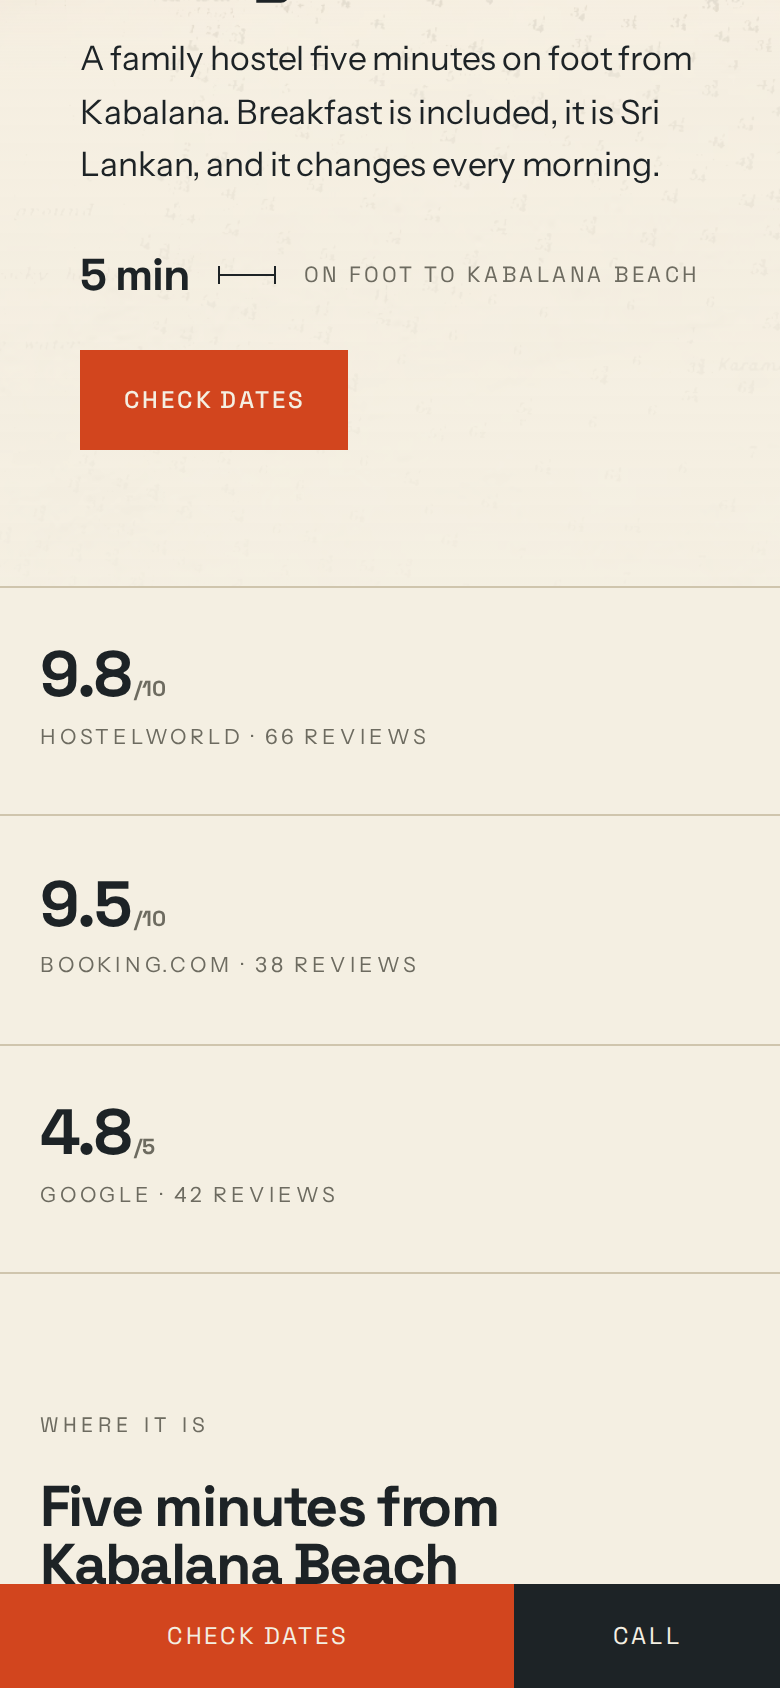 A family hostel five minutes on foot from
Kabalana. Breakfast is included, it is Sri
Lankan, and it changes every morning.
5 min ON FOOT TO KABALANA BEACH
CHECK DATES
9.8/10
HOSTELWORLD · 66 REVIEWS
9.5/10
BOOKING.COM · 38 REVIEWS
4.8/5
GOOGLE · 42 REVIEWS
WHERE IT IS
Five minutes from
Kabalana Beach
CHECK DATES CALL